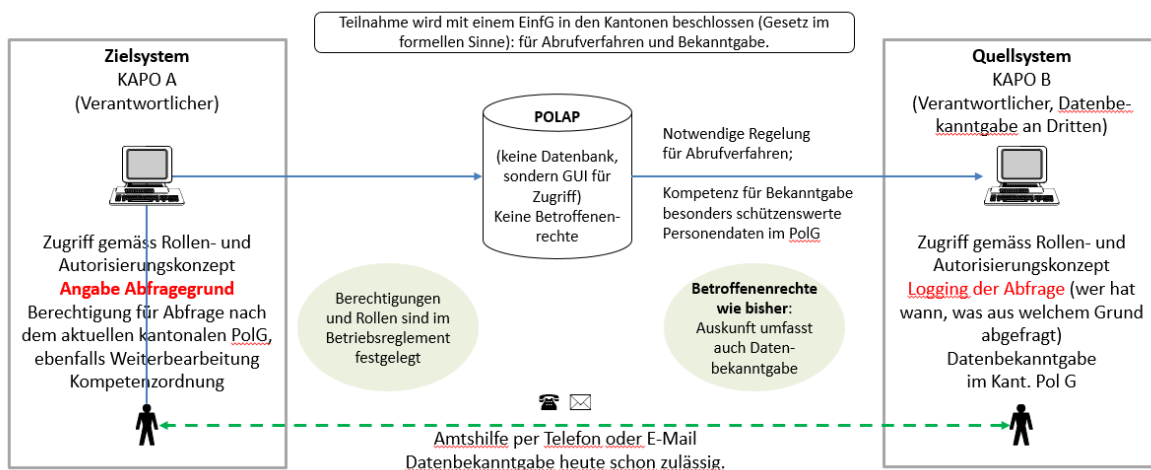 Teilnahme wird mit einem EinfG in den Kantonen beschlossen (Gesetz im
formellen Sinne): für Abrufverfahren und Bekanntgabe.
Zielsystem
KAPO A
(Verantwortlicher)
Zugriff gemäss Rollen- und
Autorisierungskonzept
Angabe Abfragegrund
Berechtigung für Abfrage nach
dem aktuellen kantonalen PolG,
ebenfalls Weiterbearbeitung
Kompetenzordnung
POLAP
(keine Datenbank,
sondern GUI für
Zugriff)
Keine Betroffenen-
rechte
Notwendige Regelung
für Abrufverfahren;
Kompetenz für Bekanntgabe
besonders schützenswerte
Personendaten im PolG
Berechtigungen
und Rollen sind im
Betriebsreglement
festgelegt
Betroffenenrechte
wie bisher:
Auskunft umfasst
auch Daten-
bekanntgabe
Quellsystem
KAPO B
(Verantwortlicher, Datenbe-
kanntgabe an Dritten)
Zugriff gemäss Rollen- und
Autorisierungskonzept
Logging der Abfrage (wer hat
wann, was aus welchem Grund
abgefragt)
Datenbekanntgabe
im Kant. Pol G
Amtshilfe per Telefon oder E-Mail
Datenbekanntgabe heute schon zulässig.